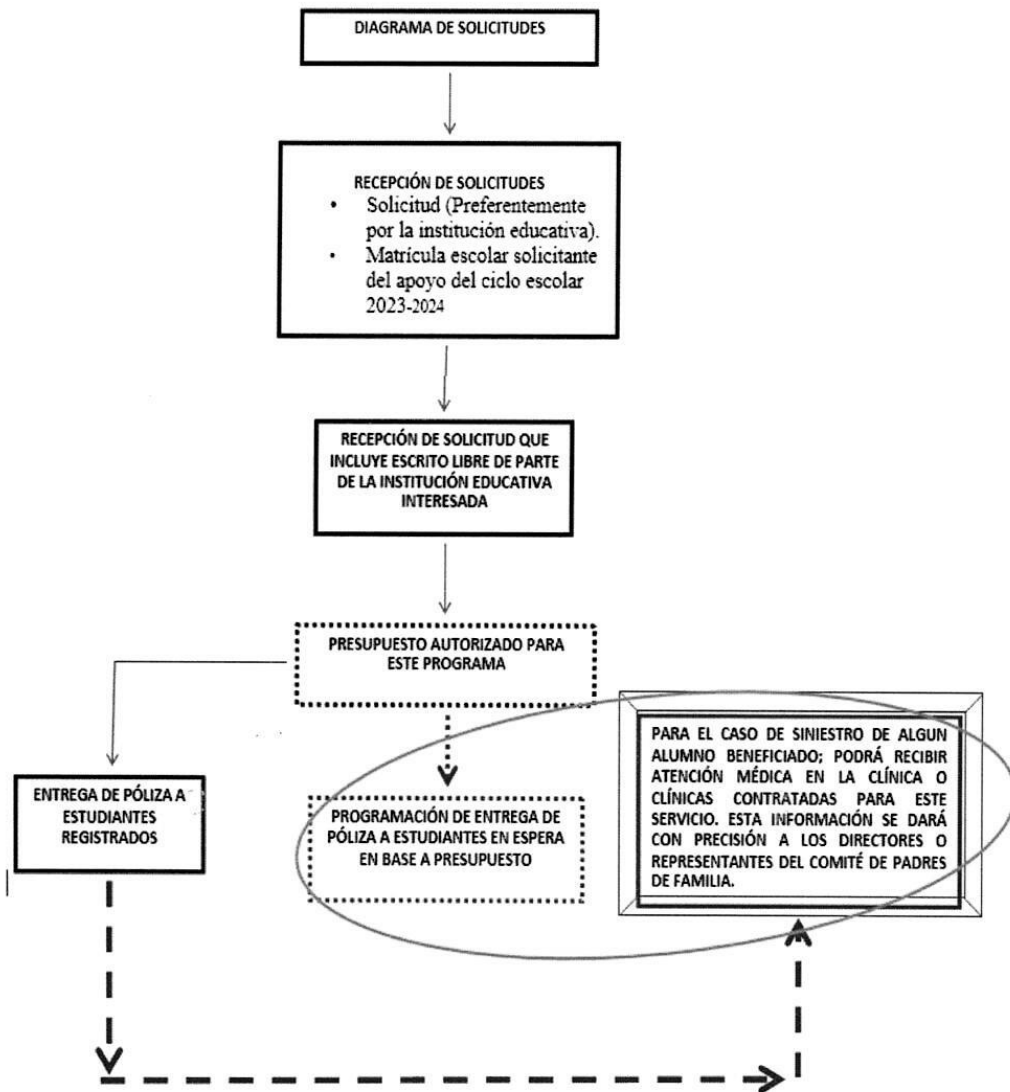 DIAGRAMA DE SOLICITUDES
RECEPCIÓN DE SOLICITUDES
• Solicitud (Preferentemente
por la institución educativa).
• Matrícula escolar solicitante
del apoyo del ciclo escolar
2023-2024
RECEPCIÓN DE SOLICITUD QUE
INCLUYE ESCRITO LIBRE DE PARTE
DE LA INSTITUCIÓN EDUCATIVA
INTERESADA
PRESUPUESTO AUTORIZADO PARA
ESTE PROGRAMA
ENTREGA DE PÓLIZA A
ESTUDIANTES
REGISTRADOS
PROGRAMACIÓN DE ENTREGA DE
PÓLIZA A ESTUDIANTES EN ESPERA
EN BASE A PRESUPUESTO
PARA EL CASO DE SINIESTRO DE ALGUN
ALUMNO BENEFICIADO; PODRÁ RECIBIR
ATENCIÓN MÉDICA EN LA CLÍNICA O
CLÍNICAS CONTRATADAS PARA ESTE
SERVICIO. ESTA INFORMACIÓN SE DARÁ
CON PRECISIÓN A LOS DIRECTORES O
REPRESENTANTES DEL COMITÉ DE PADRES
DE FAMILIA.